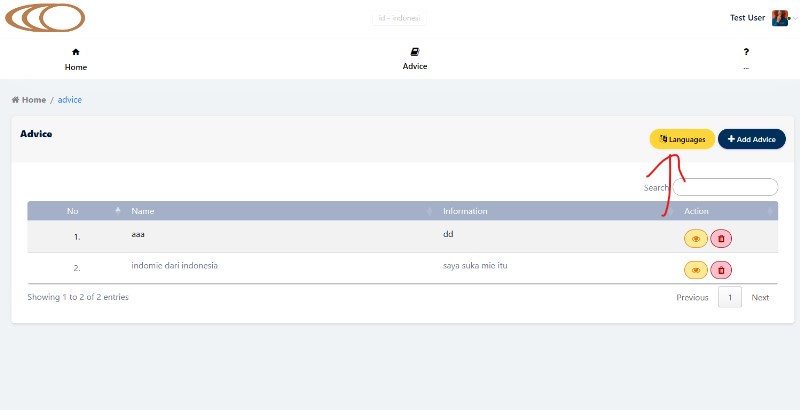 id - indonesi
Test User
Home
Advice
?
...
Home / advice
Advice
Languages
+ Add Advice
Search
No Name Information Action
1. aaa dd
2. indomie dari indonesia saya suka mie itu
Showing 1 to 2 of 2 entries
Previous 1 Next